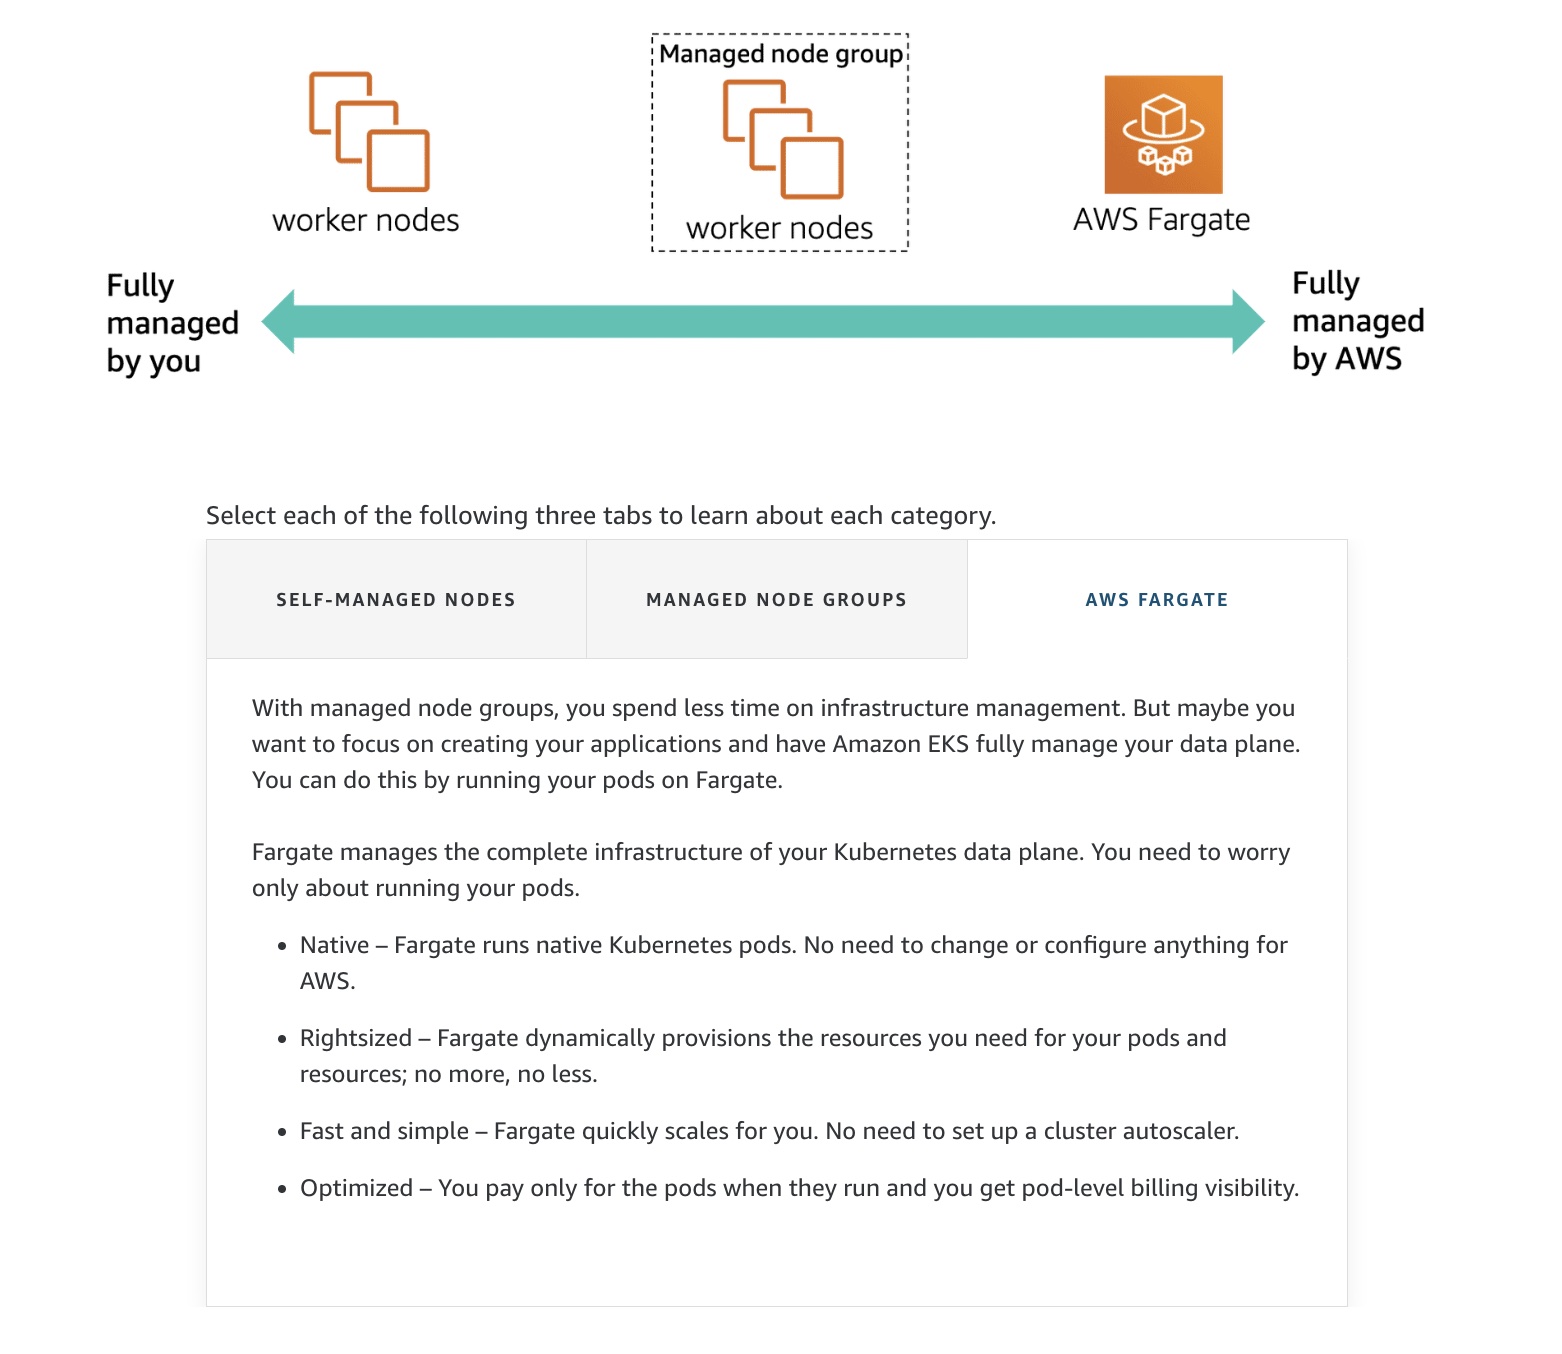 Managed node group
worker nodes
worker nodes
AWS Fargate
Fully
managed
by you
Fully
managed
by AWS
Select each of the following three tabs to learn about each category.
SELF-MANAGED NODES
MANAGED NODE GROUPS
AWS FARGATE
With managed node groups, you spend less time on infrastructure management. But maybe you
want to focus on creating your applications and have Amazon EKS fully manage your data plane.
You can do this by running your pods on Fargate.
Fargate manages the complete infrastructure of your Kubernetes data plane. You need to worry
only about running your pods.
• Native – Fargate runs native Kubernetes pods. No need to change or configure anything for
AWS.
• Rightsized – Fargate dynamically provisions the resources you need for your pods and
resources; no more, no less.
• Fast and simple – Fargate quickly scales for you. No need to set up a cluster autoscaler.
• Optimized – You pay only for the pods when they run and you get pod-level billing visibility.